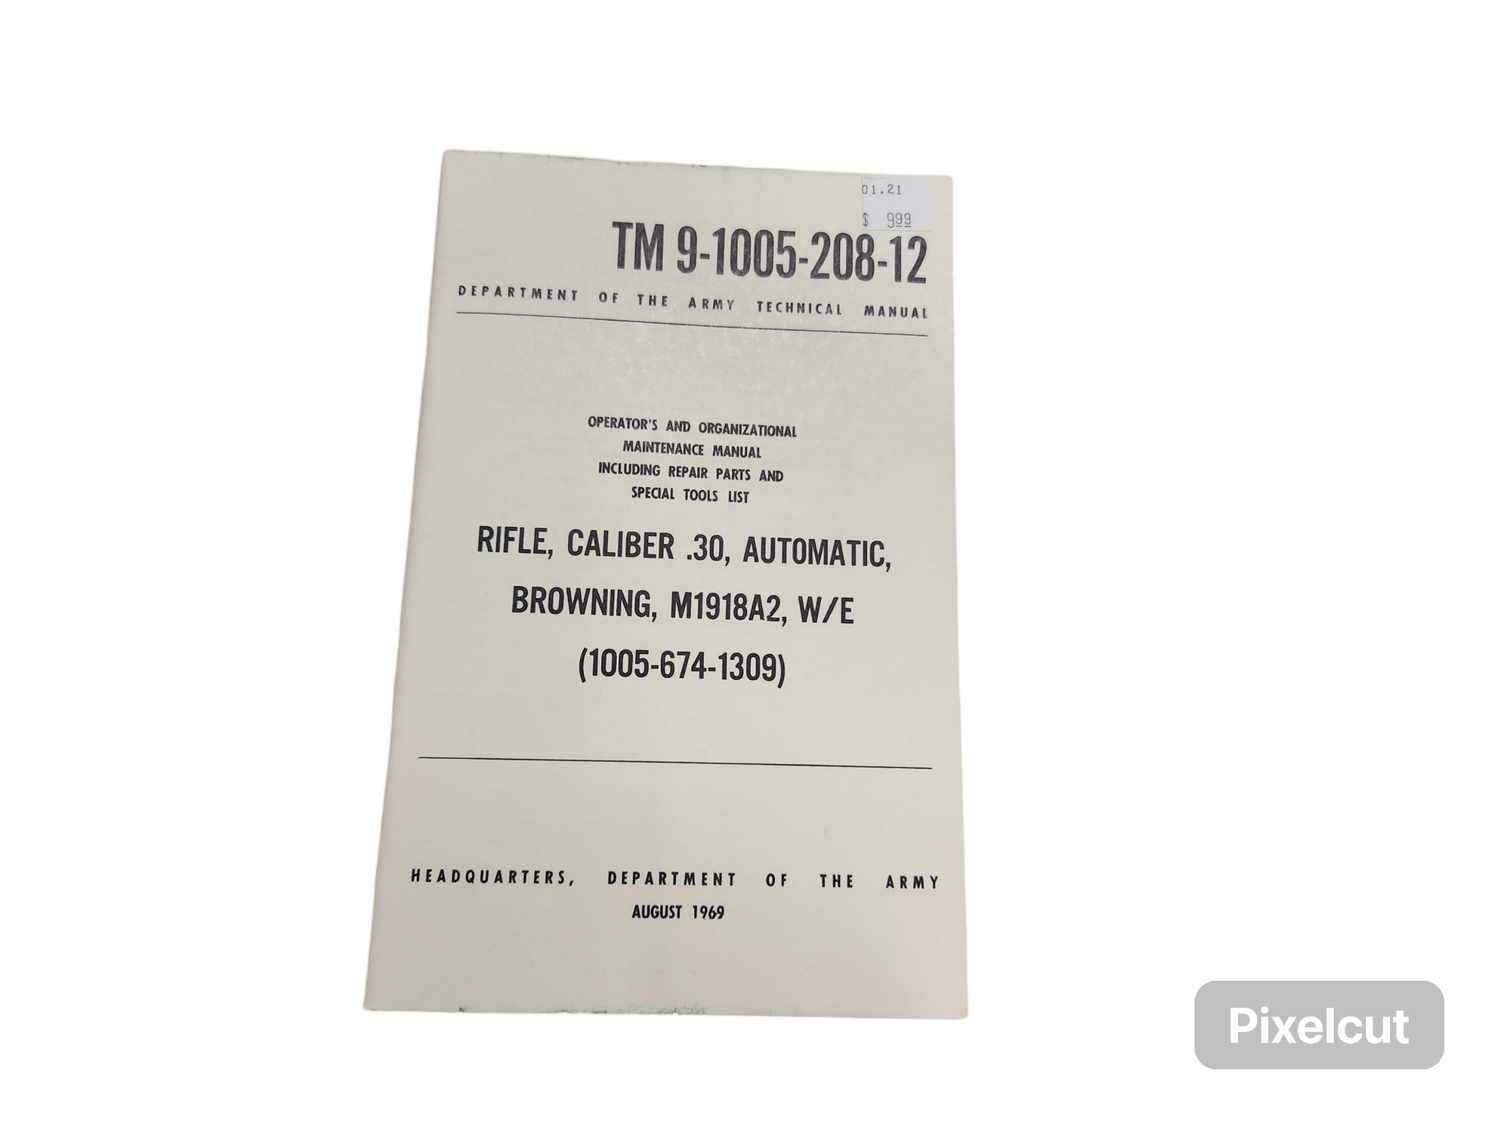 01.21
$ 999
TM 9-1005-208-12
DEPARTMENT OF THE ARMY TECHNICAL MANUAL
OPERATOR'S AND ORGANIZATIONAL
MAINTENANCE MANUAL
INCLUDING REPAIR PARTS AND
SPECIAL TOOLS LIST
RIFLE, CALIBER .30, AUTOMATIC,
BROWNING, M1918A2, W/E
(1005-674-1309)
HEADQUARTERS, DEPARTMENT OF THE ARMY
AUGUST 1969
Pixelcut